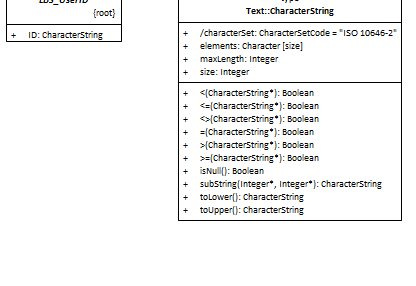 {root}
+ ID: CharacterString
Text::CharacterString
+ /characterSet: CharacterSetCode = "ISO 10646-2"
+ elements: Character [size]
+ maxLength: Integer
+ size: Integer
+ <(CharacterString*): Boolean
+ <=(CharacterString*): Boolean
+ <>(CharacterString*): Boolean
+ =(CharacterString*): Boolean
+ >(CharacterString*): Boolean
+ >=(CharacterString*): Boolean
+ isNull(): Boolean
+ subString(Integer*, Integer*): CharacterString
+ toLower(): CharacterString
+ toUpper(): CharacterString